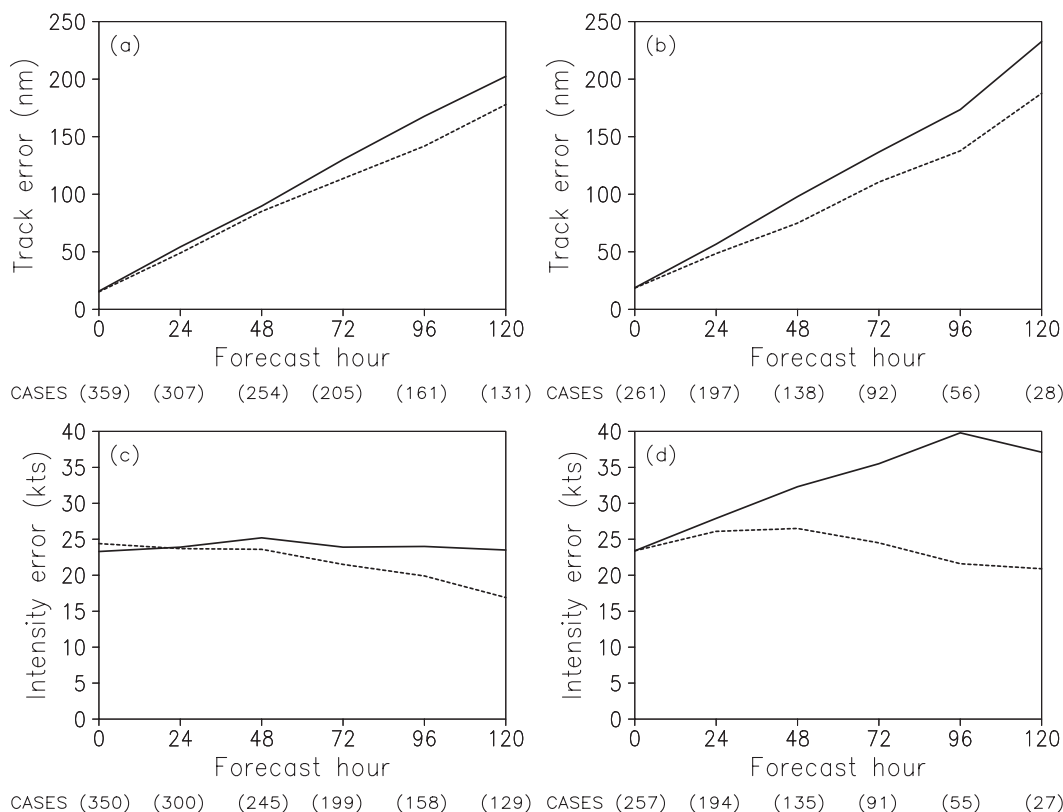 (a)
250
200
150
100
50
0
Track error (nm)
0 24 48 72 96 120
Forecast hour
CASES (359) (307) (254) (205) (161) (131)
(b)
250
200
150
100
50
0
Track error (nm)
0 24 48 72 96 120
Forecast hour
CASES (261) (197) (138) (92) (56) (28)
(c)
40
35
30
25
20
15
10
5
0
Intensity error (kts)
0 24 48 72 96 120
Forecast hour
CASES (350) (300) (245) (199) (158) (129)
(d)
40
35
30
25
20
15
10
5
0
Intensity error (kts)
0 24 48 72 96 120
Forecast hour
CASES (257) (194) (135) (91) (55) (27)